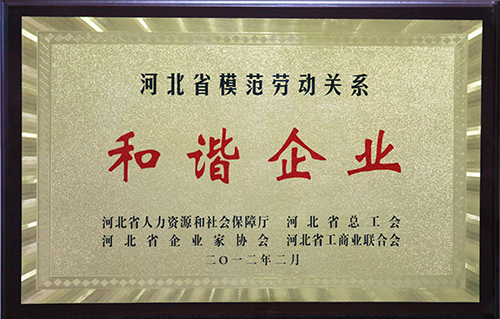 河北省模范劳动关系
和谐企业
河北省人力资源和社会保障厅 河北省总工会
河北省企业家协会 河北省工商业联合会
二〇一二年二月